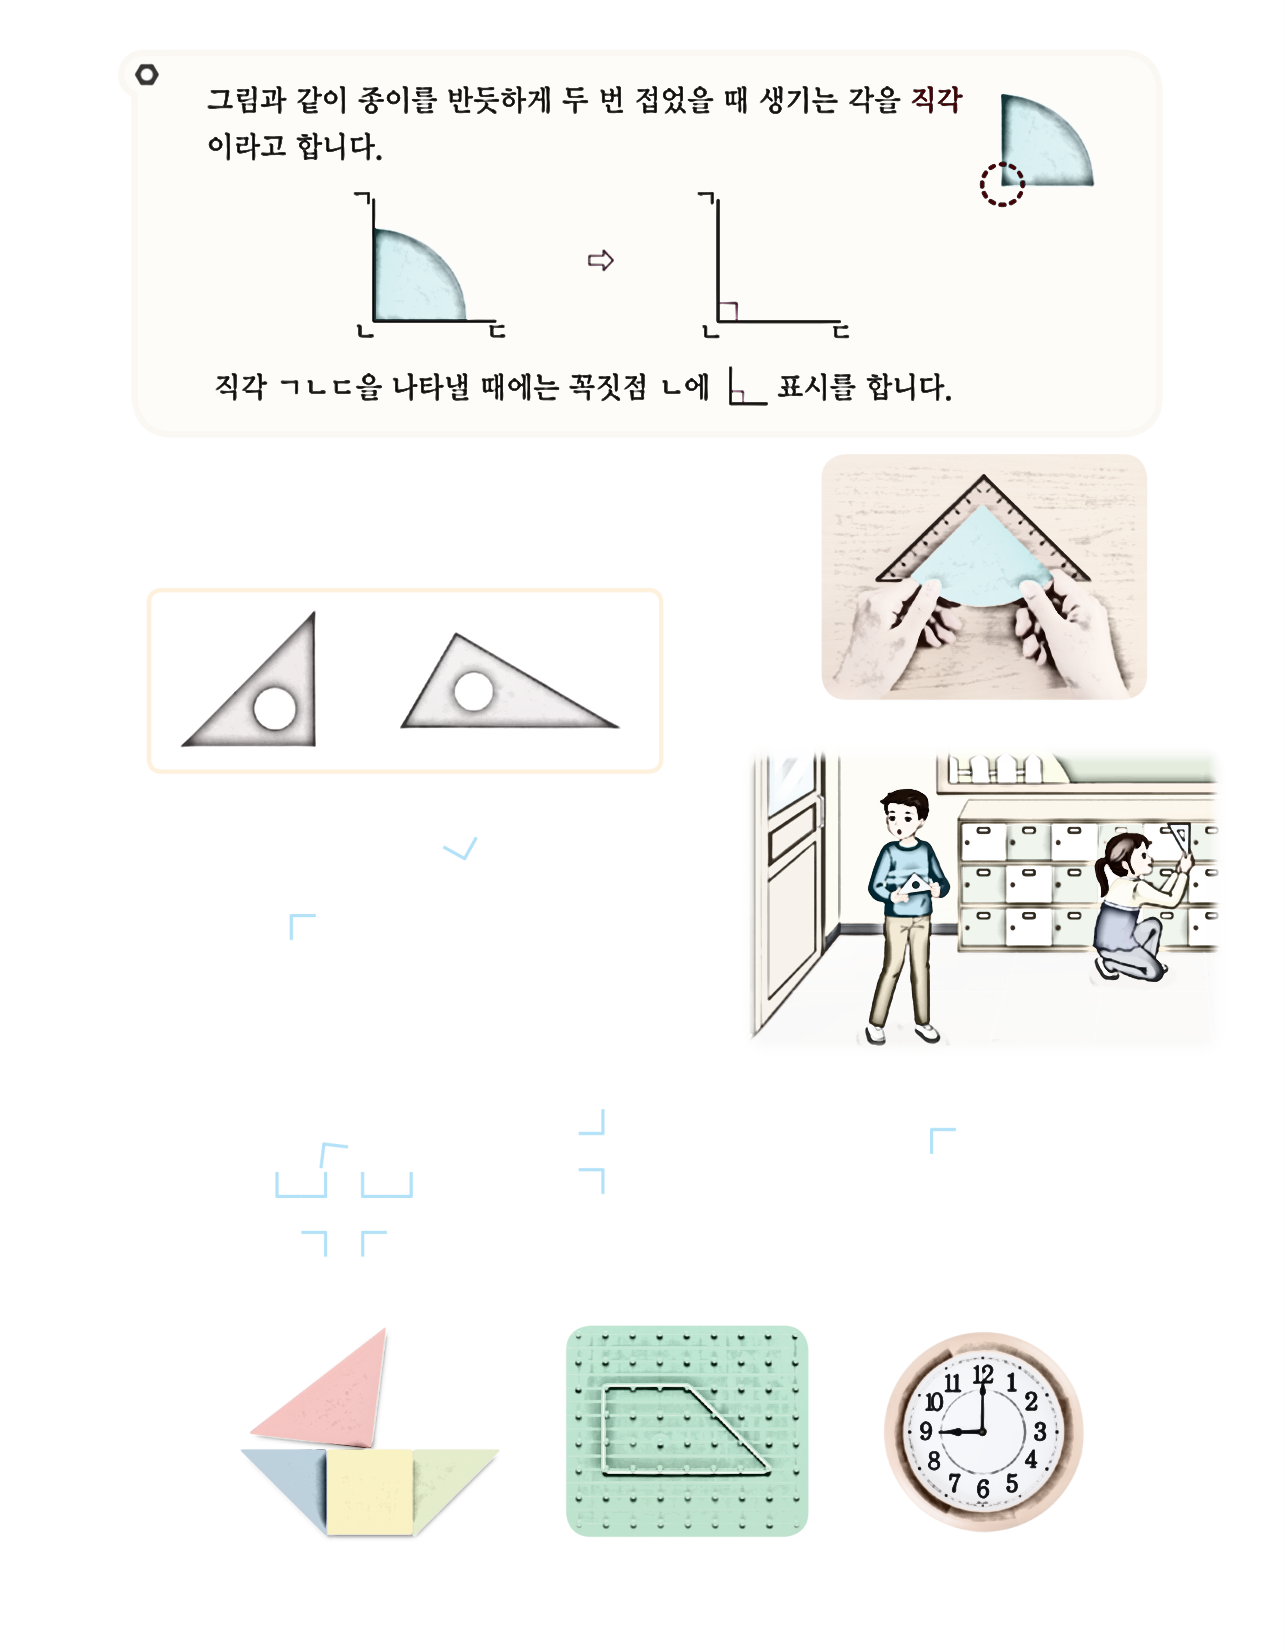 그림과 같이 종이를 반듯하게 두 번 접었을 때 생기는 각을 직각
이라고 합니다.
ㄱ
ㄴ ㄷ
⇨
ㄱ
ㄴ ㄷ
직각 ㄱㄴㄷ을 나타낼 때에는 꼭짓점 ㄴ에 표시를 합니다.
12
1
2
3
4
5
6
7
8
9
10
11